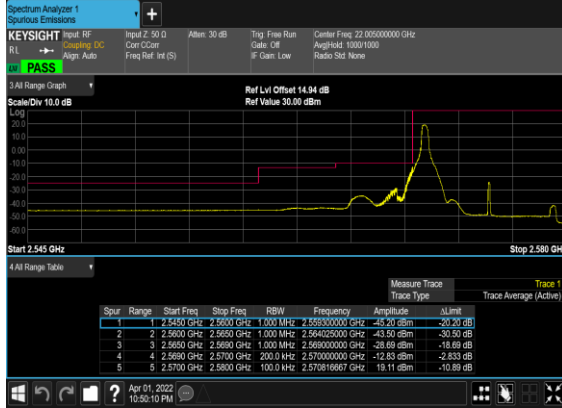 Spectrum Analyzer 1
Spurious Emissions
KEYSIGHT Input: RF Input Z: 50 Ω Atten: 30 dB Trig: Free Run Center Freq: 22.005000000 GHz
RL Coupling: DC Corr CCorr Gate: Off Avg|Hold: 1000/1000
Align: Auto Freq Ref: Int (S) IF Gain: Low Radio Std: None
PASS
3 All Range Graph
Ref Lvl Offset 14.94 dB
Scale/Div 10.0 dB Ref Value 30.00 dBm
Log
20.0
10.0
0.00
-10.0
-20.0
-30.0
-40.0
-50.0
-60.0
Start 2.545 GHz Stop 2.580 GH
4 All Range Table
Measure Trace Trace 1
Trace Type Trace Average (Active)
Spur Range Start Freq Stop Freq RBW Frequency Amplitude ΔLimit
1 1 2.5450 GHz 2.5600 GHz 1.000 MHz 2.559300000 GHz -45.20 dBm -20.20 dB
2 2 2.5600 GHz 2.5650 GHz 1.000 MHz 2.564025000 GHz -43.50 dBm -30.50 dB
3 3 2.5650 GHz 2.5690 GHz 1.000 MHz 2.569000000 GHz -28.69 dBm -18.69 dB
4 4 2.5690 GHz 2.5700 GHz 200.0 kHz 2.570000000 GHz -12.83 dBm -2.833 dB
5 5 2.5700 GHz 2.5800 GHz 100.0 kHz 2.570816667 GHz 19.11 dBm -10.89 dB
? Apr 01, 2022
10:50:10 PM